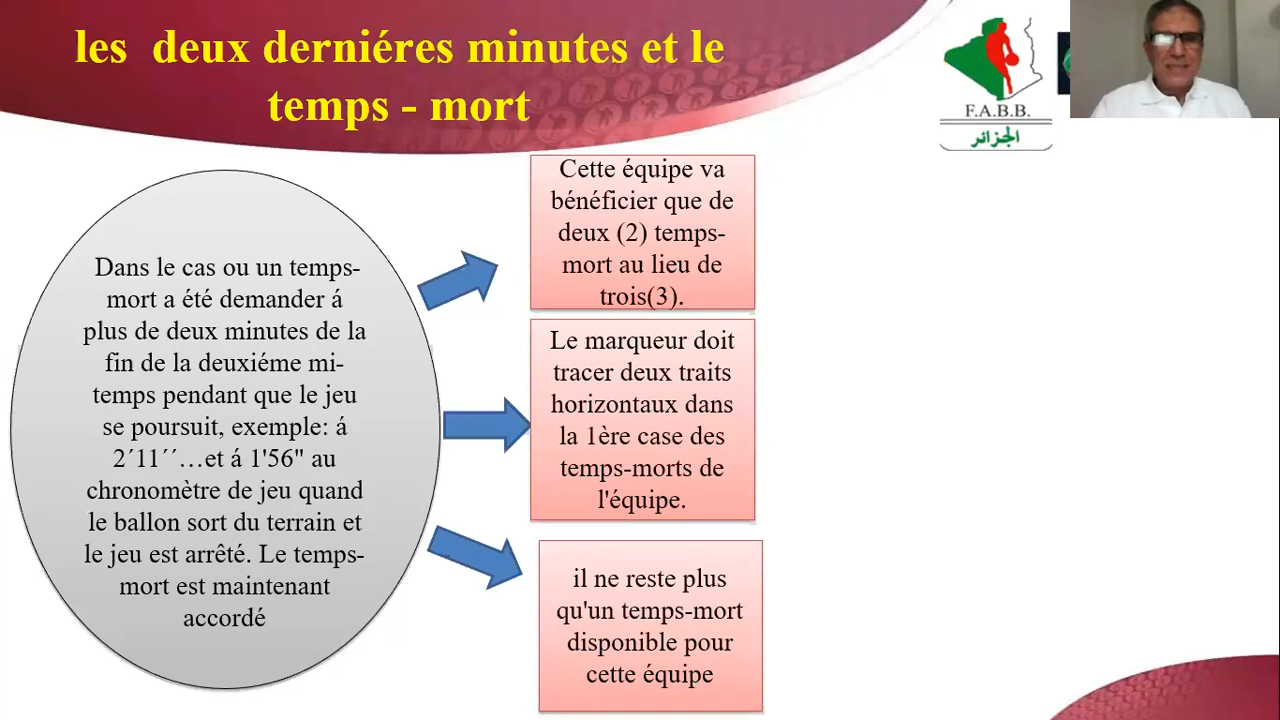 les  deux derniéres minutes et le
temps - mort
F.A.B.B.
الجزائر
Dans le cas ou un temps-
mort a été demander á
plus de deux minutes de la
fin de la deuxiéme mi-
temps pendant que le jeu
se poursuit, exemple: á
2´11´´…et á 1'56" au
chronomètre de jeu quand
le ballon sort du terrain et
le jeu est arrêté. Le temps-
mort est maintenant
accordé
Cette équipe va
bénéficier que de
deux (2) temps-
mort au lieu de
trois(3).
Le marqueur doit
tracer deux traits
horizontaux dans
la 1ère case des
temps-morts de
l'équipe.
il ne reste plus
qu'un temps-mort
disponible pour
cette équipe